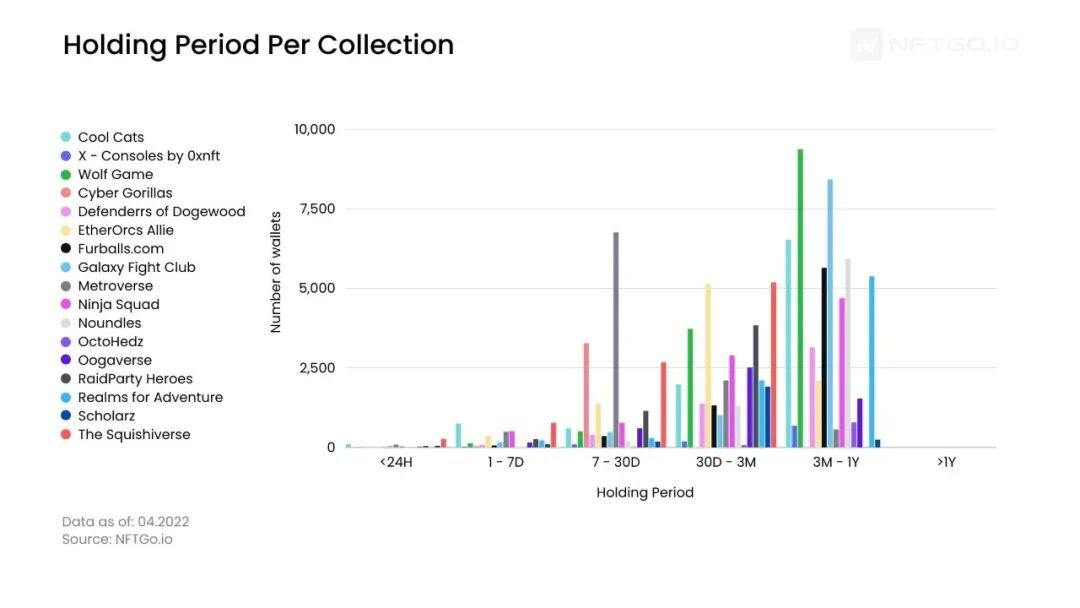 Holding Period Per Collection
NFTGO.IO
Cool Cats
X - Consoles by 0xnft
Wolf Game
Cyber Gorillas
Defenderrs of Dogewood
EtherOrcs Allie
Furballs.com
Galaxy Fight Club
Metroverse
Ninja Squad
Noundles
OctoHedz
Oogaverse
RaidParty Heroes
Realms for Adventure
Scholarz
The Squishiverse
Number of wallets
10,000
7,500
5,000
2,500
0
<24H
1 - 7D
7 - 30D
30D - 3M
3M - 1Y
>1Y
Holding Period
Data as of: 04.2022
Source: NFTGo.io